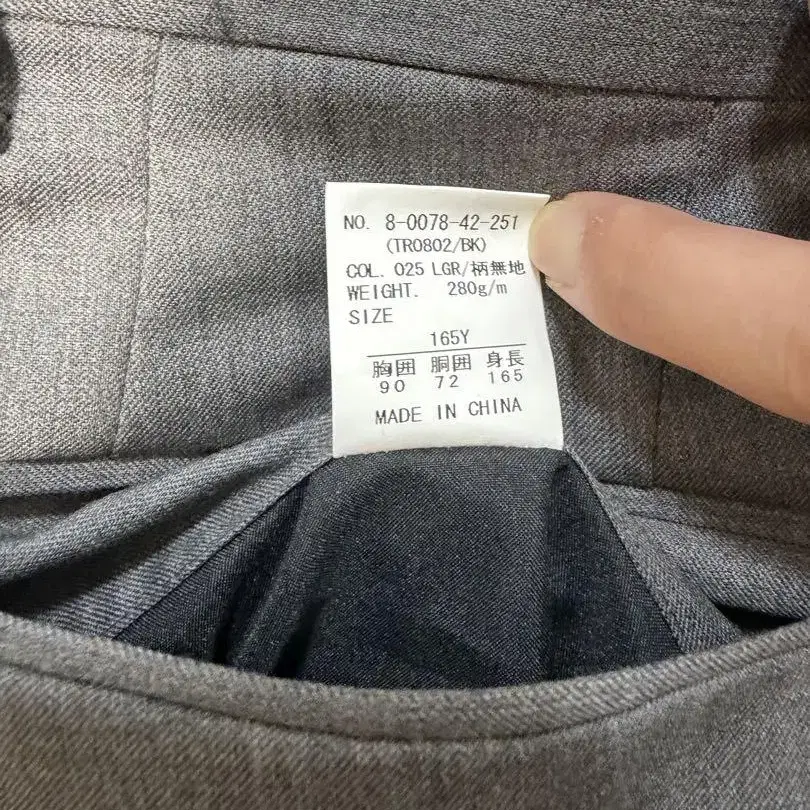 NO. 8-0078-42-251
(TR0802/BK)
COL. 025 LGR/柄無地
WEIGHT. 280g/m
SIZE
165Y
胸囲 胴囲 身長
90 72 165
MADE IN CHINA